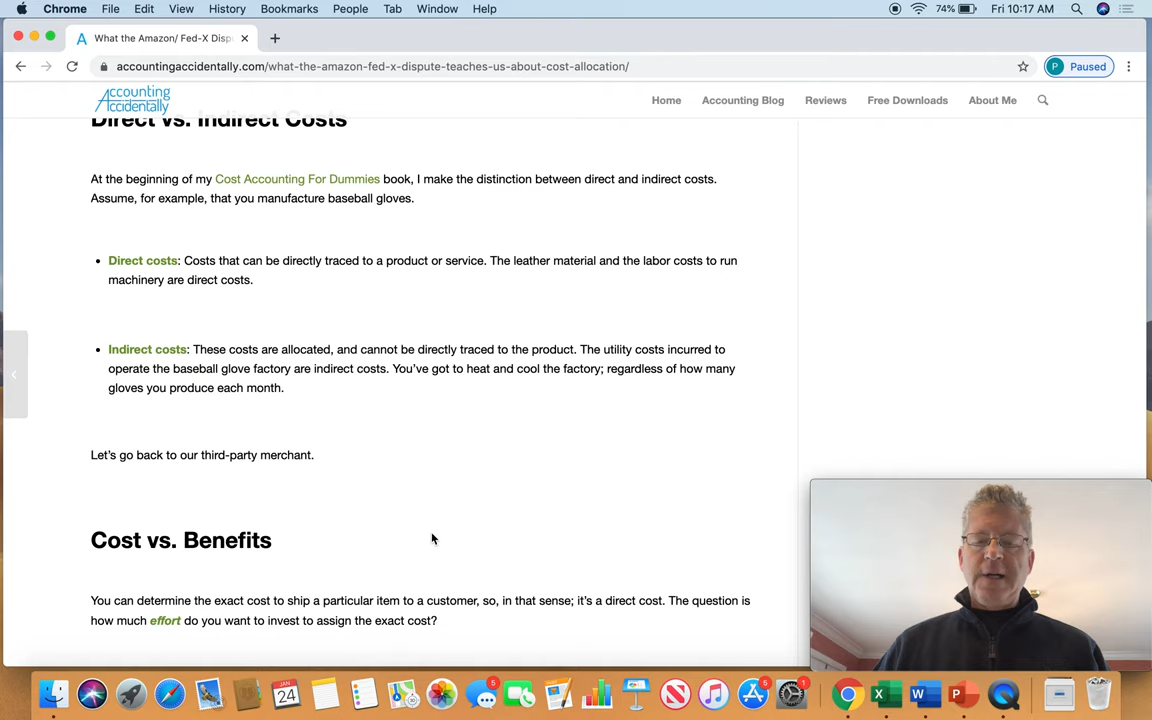 Chrome File Edit View History Bookmarks People Tab Window Help 74% Fri 10:17 AM
What the Amazon/ Fed-X Disp
accountingaccidentally.com/what-the-amazon-fed-x-dispute-teaches-us-about-cost-allocation/ P Paused
Accounting Accidentally
Home Accounting Blog Reviews Free Downloads About Me
Direct vs. Indirect Costs
At the beginning of my Cost Accounting For Dummies book, I make the distinction between direct and indirect costs.
Assume, for example, that you manufacture baseball gloves.
• Direct costs: Costs that can be directly traced to a product or service. The leather material and the labor costs to run
machinery are direct costs.
• Indirect costs: These costs are allocated, and cannot be directly traced to the product. The utility costs incurred to
operate the baseball glove factory are indirect costs. You’ve got to heat and cool the factory; regardless of how many
gloves you produce each month.
Let’s go back to our third-party merchant.
Cost vs. Benefits
You can determine the exact cost to ship a particular item to a customer, so, in that sense; it’s a direct cost. The question is
how much effort do you want to invest to assign the exact cost?
JAN 24 5 6 1
X W P